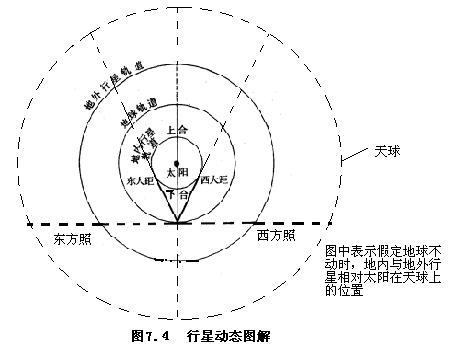 地外行星轨道
地球轨道
地内行星
轨道
上合
太阳
东大距
西大距
下合
天球
东方照
西方照
图中表示假定地球不
动时，地内与地外行
星相对太阳在天球上
的位置
图7.4 行星动态图解